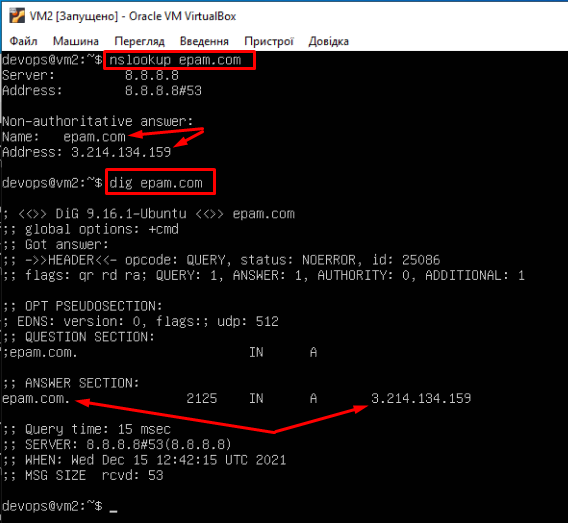 VM2 [Запущено] - Oracle VM VirtualBox
Файл Машина Перегляд Введення Пристрої Довідка
devops@vm2:~$ nslookup epam.com
Server: 8.8.8.8
Address: 8.8.8.8#53
Non-authoritative answer:
Name: epam.com
Address: 3.214.134.159
devops@vm2:~$ dig epam.com
; <<>> DiG 9.16.1-Ubuntu <<>> epam.com
;; global options: +cmd
;; Got answer:
;; ->>HEADER<<- opcode: QUERY, status: NOERROR, id: 25086
;; flags: qr rd ra; QUERY: 1, ANSWER: 1, AUTHORITY: 0, ADDITIONAL: 1
;; OPT PSEUDOSECTION:
; EDNS: version: 0, flags:; udp: 512
;; QUESTION SECTION:
;epam.com. IN A
;; ANSWER SECTION:
epam.com. 2125 IN A 3.214.134.159
;; Query time: 15 msec
;; SERVER: 8.8.8.8#53(8.8.8.8)
;; WHEN: Wed Dec 15 12:42:15 UTC 2021
;; MSG SIZE rcvd: 53
devops@vm2:~$ _